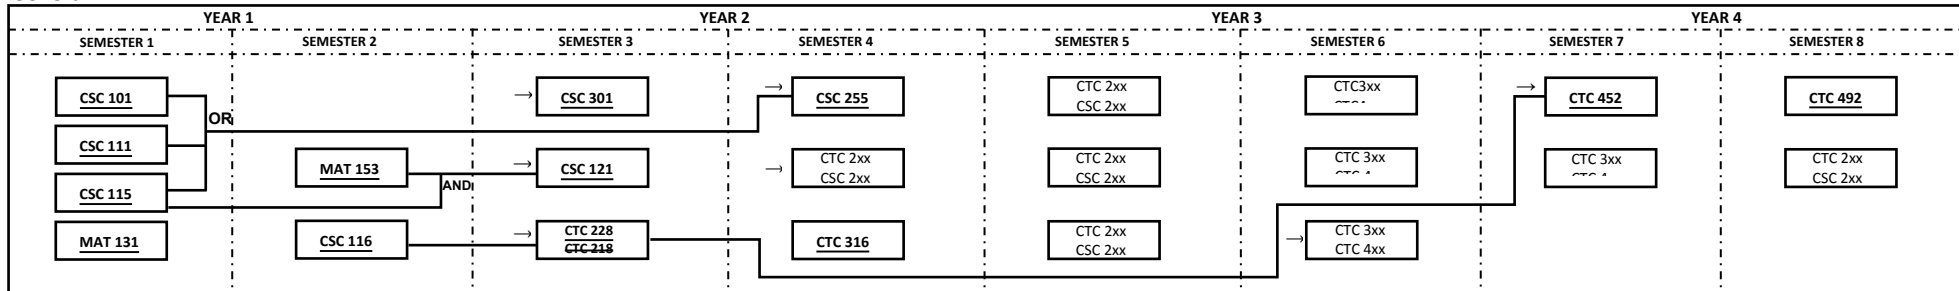 YEAR 1 YEAR 2 YEAR 3 YEAR 4
SEMESTER 1 SEMESTER 2 SEMESTER 3 SEMESTER 4 SEMESTER 5 SEMESTER 6 SEMESTER 7 SEMESTER 8
CSC 101
→ CSC 301
→ CSC 255
CTC 2xx
CSC 2xx
CTC3xx
→ CTC 452
CTC 492
OR
CSC 111
MAT 153
→ CSC 121
→ CTC 2xx
CSC 2xx
CTC 2xx
CSC 2xx
CTC 3xx
CTC 3xx
CTC 2xx
CSC 2xx
AND
CSC 115
MAT 131
CSC 116
→ CTC 228
CTC 218
CTC 316
CTC 2xx
CSC 2xx
→ CTC 3xx
CTC 4xx